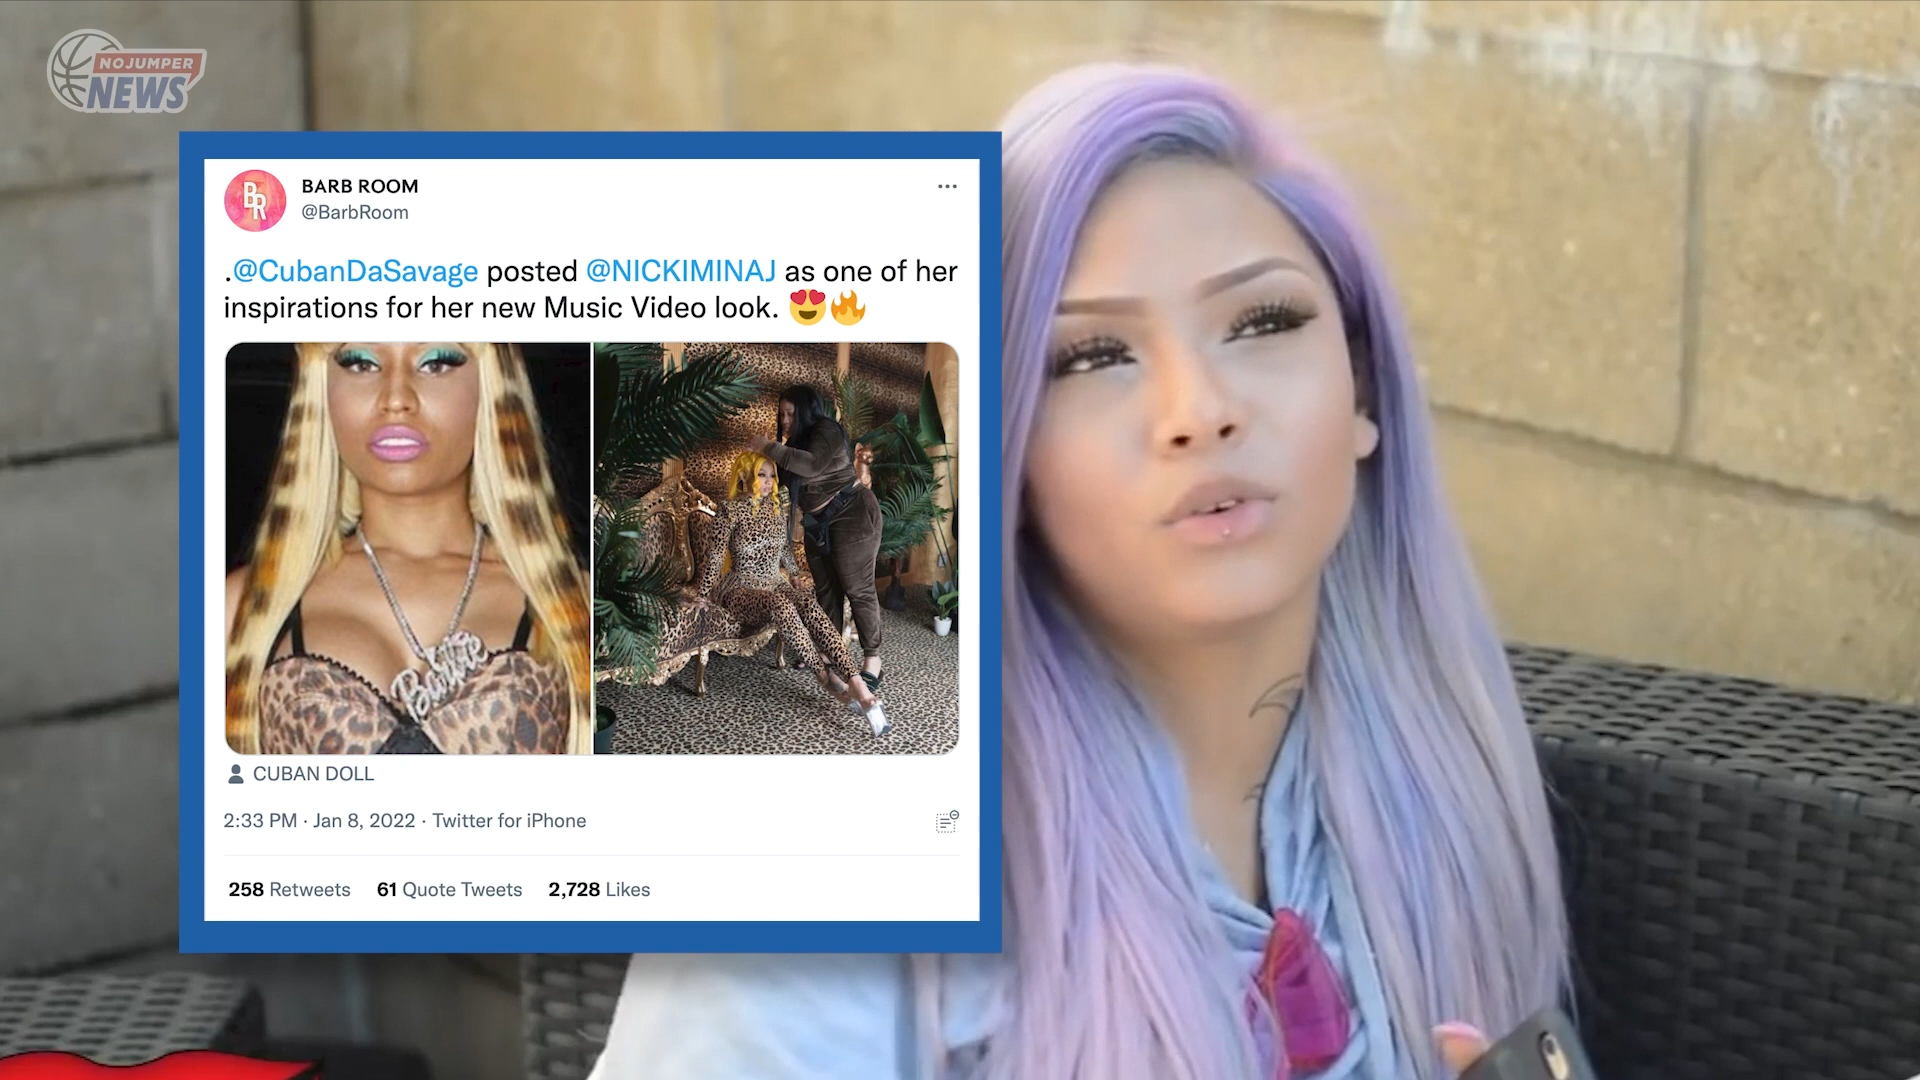 NOJUMPER
NEWS
BR
BARB ROOM
@BarbRoom
.@CubanDaSavage posted @NICKIMINAJ as one of her
inspirations for her new Music Video look. 😍🔥
Barbie
CUBAN DOLL
2:33 PM · Jan 8, 2022 · Twitter for iPhone
258 Retweets 61 Quote Tweets 2,728 Likes